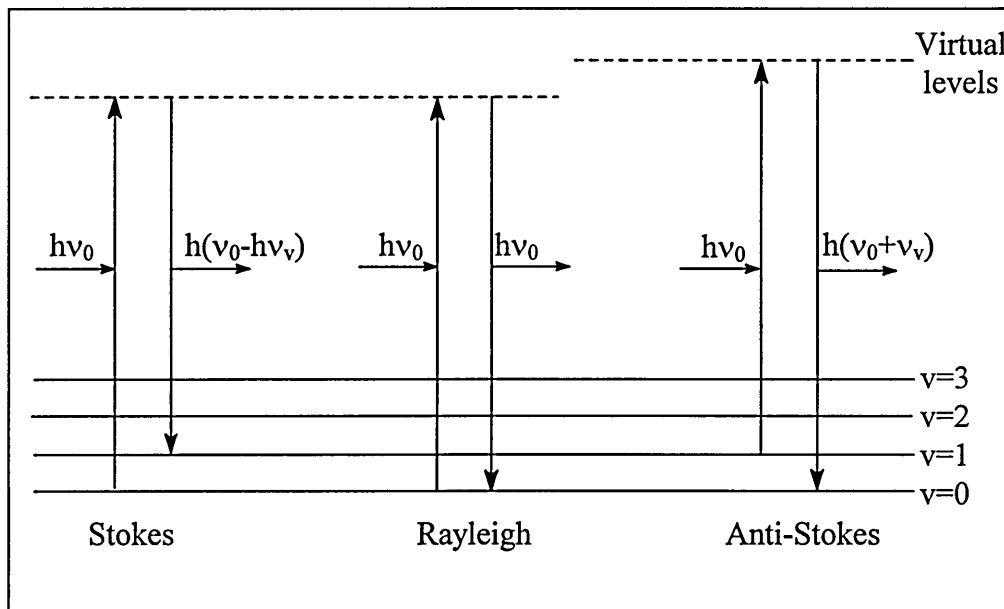 Virtual
levels
hν₀
h(ν₀-hνᵥ)
hν₀
hν₀
hν₀
h(ν₀+νᵥ)
v=3
v=2
v=1
v=0
Stokes
Rayleigh
Anti-Stokes